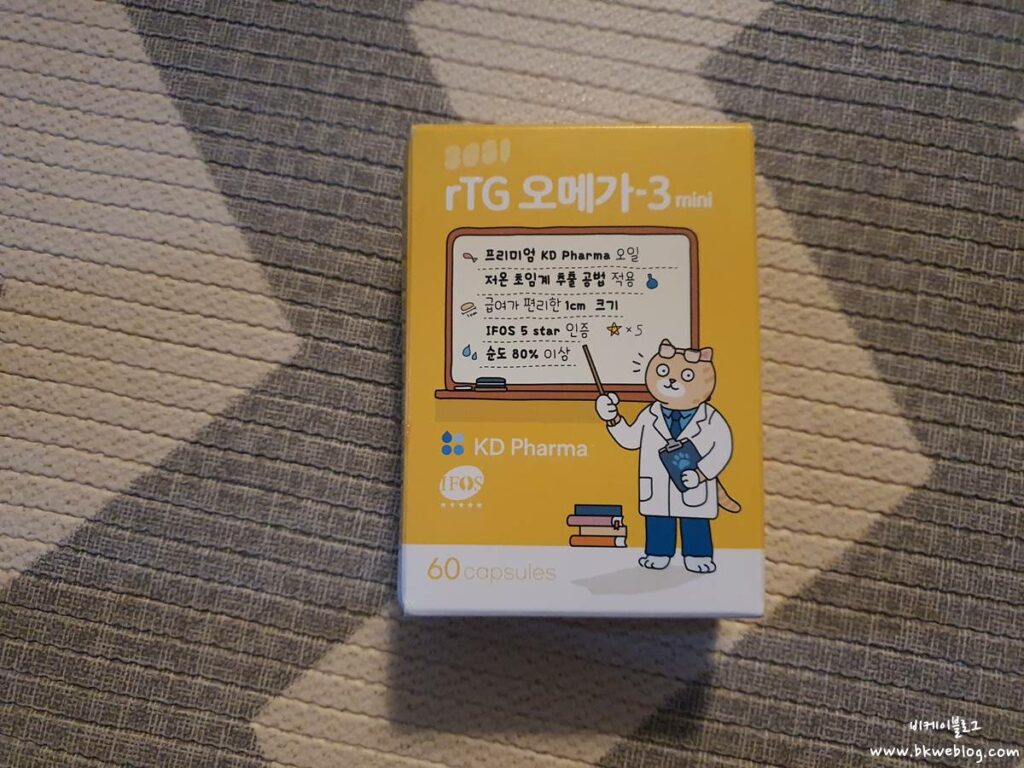 rTG 오메가-3 mini
프리미엄 KD Pharma 오일
저온 초임계 추출 공법 적용
급여가 편리한 1cm 크기
1cm
IFOS 5 star 인증 ×5
순도 80% 이상
KD Pharma
IFOS
60 capsules
비케이블로그
www.bkweblog.com